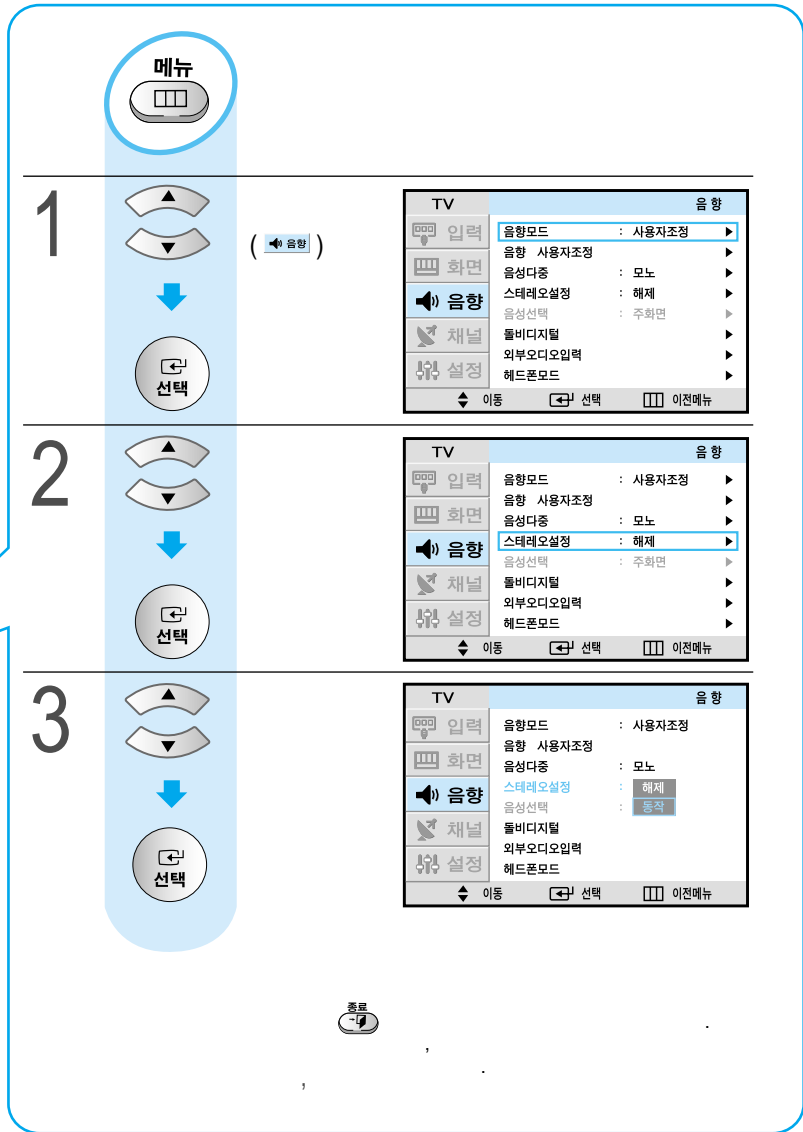 메뉴
1
( 음향 )
선택
TV 음향
입력
화면
음향
채널
설정
음향모드 : 사용자조정 ▶
음향 사용자조정 ▶
음성다중 : 모노 ▶
스테레오설정 : 해제 ▶
음성선택 : 주화면 ▶
돌비디지털 ▶
외부오디오입력 ▶
헤드폰모드 ▶
이동 선택 이전메뉴
2
선택
TV 음향
입력
화면
음향
채널
설정
음향모드 : 사용자조정 ▶
음향 사용자조정 ▶
음성다중 : 모노 ▶
스테레오설정 : 해제 ▶
음성선택 : 주화면 ▶
돌비디지털 ▶
외부오디오입력 ▶
헤드폰모드 ▶
이동 선택 이전메뉴
3
선택
TV 음향
입력
화면
음향
채널
설정
음향모드 : 사용자조정
음향 사용자조정
음성다중 : 모노
스테레오설정 : 해제
음성선택 : 동작
돌비디지털
외부오디오입력
헤드폰모드
이동 선택 이전메뉴
종료
.
,
.
,